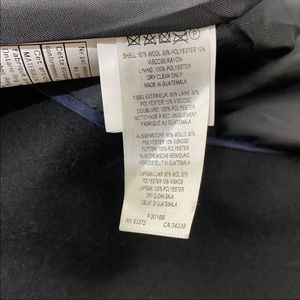 SHELL: 60% WOOL 30% POLYESTER 10%
VISCOSE/RAYON
LINING: 100% POLYESTER
DRY CLEAN ONLY
MADE IN GUATEMALA
TISSU EXTÉRIEUR: 60% LAINE 30%
POLYESTER 10% VISCOSE
DOUBLURE: 100% POLYESTER
NETTOYAGE A SEC UNIQUEMENT
FABRIQUÉ AU GUATEMALA
AUSSENSTOFF: 60% WOLLE 30%
POLYESTER 10% VISKOSE
FUTTER: 100% POLYESTER
NUR CHEMISCHE REINIGUNG
HERGESTELLT IN GUATEMALA
LAPISAN LUAR: 60% WOL 30%
POLYESTER 10% VISKOS
LAPISAN: 100% POLYESTER
DRY CLEAN SAJA
DIBUAT DI GUATEMALA
F30166
RN 53372 CA 34338